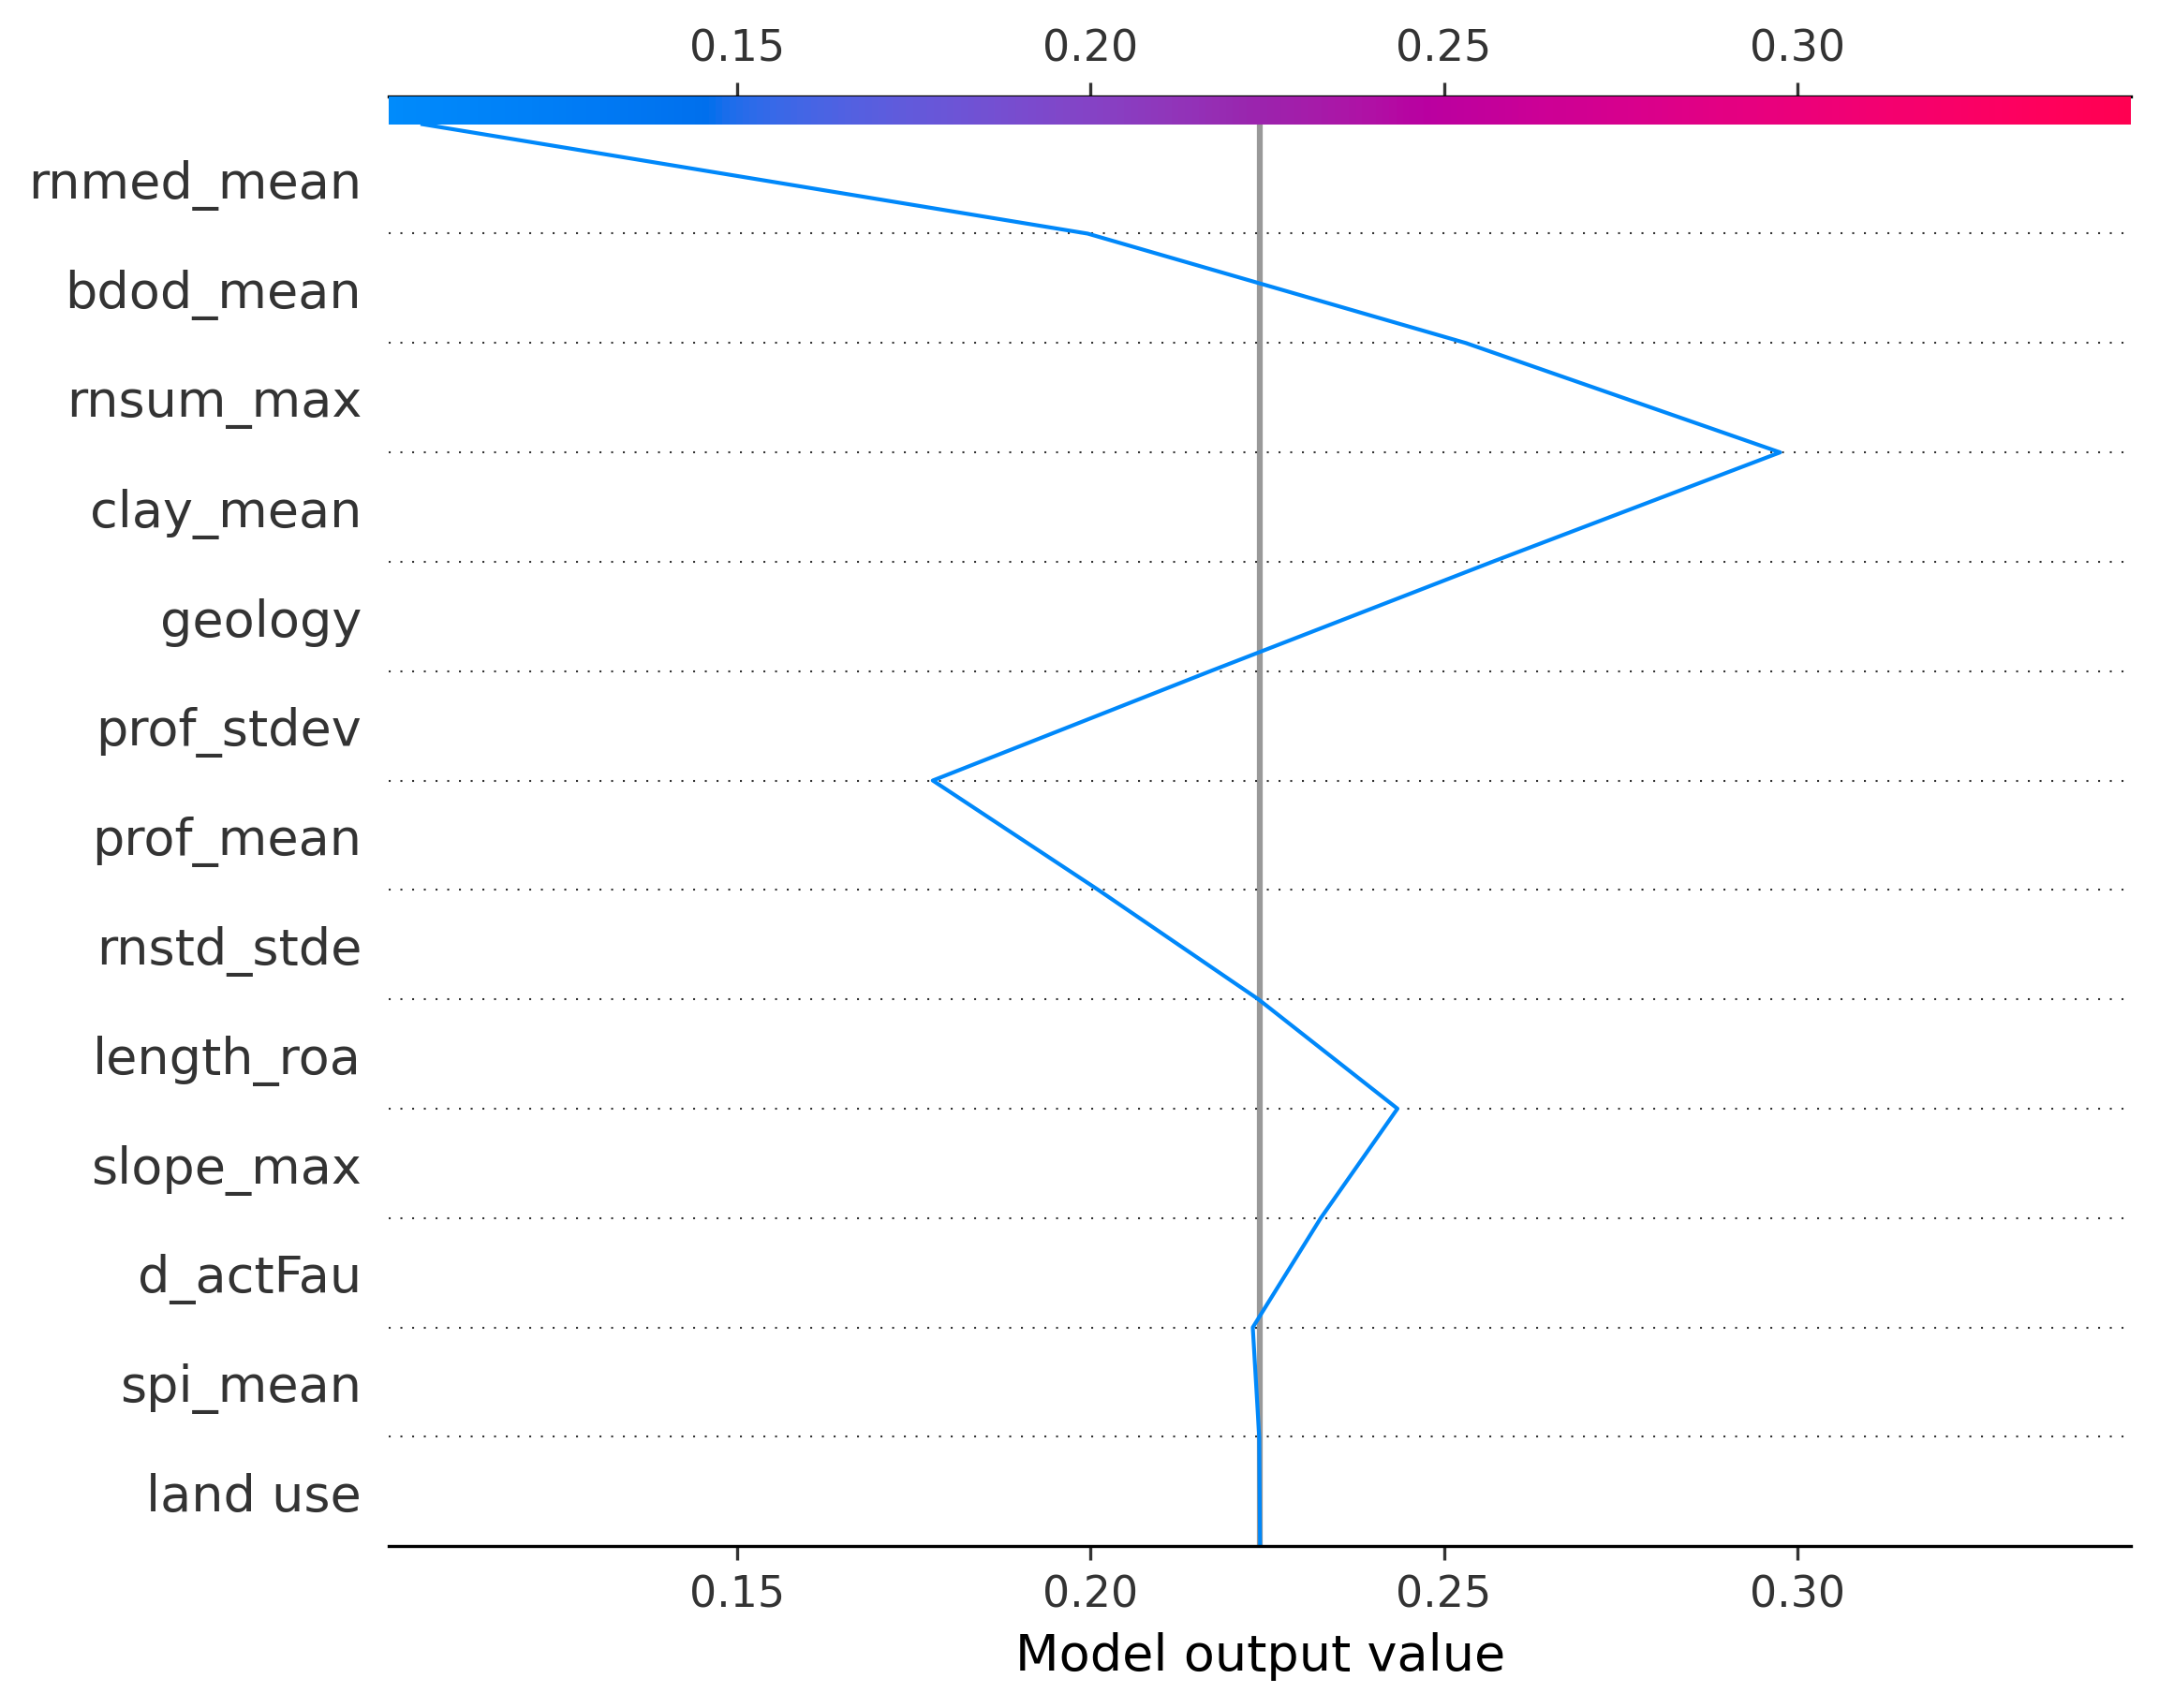 0.15 0.20 0.25 0.30
rnmed_mean
bdod_mean
rnsum_max
clay_mean
geology
prof_stdev
prof_mean
rnstd_stde
length_roa
slope_max
d_actFau
spi_mean
land use
0.15 0.20 0.25 0.30
Model output value